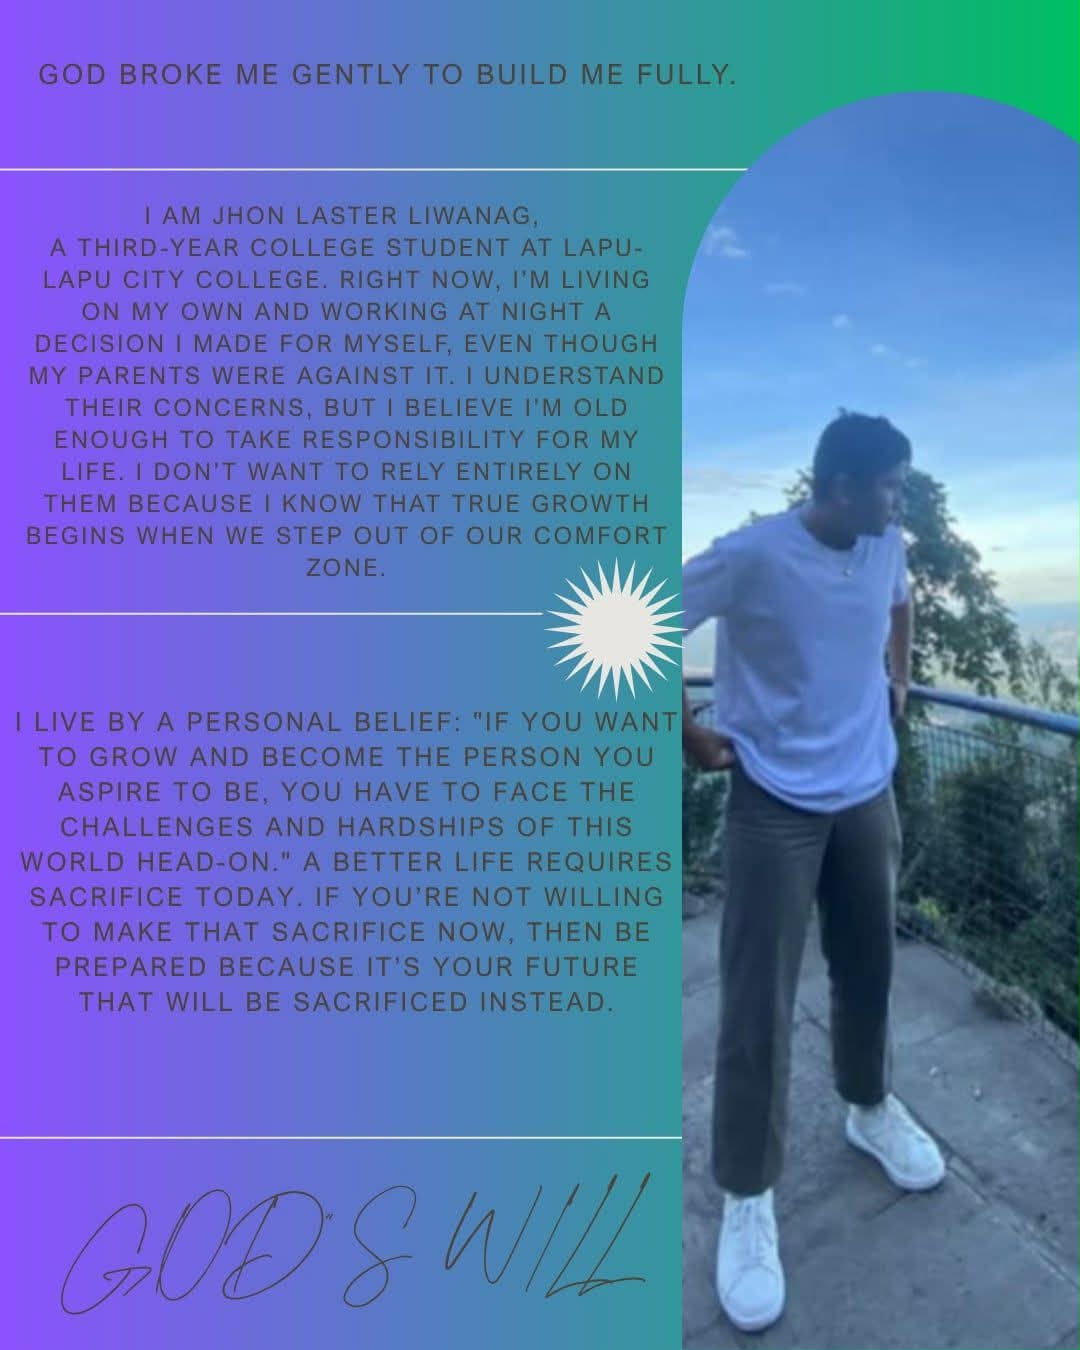 GOD BROKE ME GENTLY TO BUILD ME FULLY.
I AM JHON LASTER LIWANAG,
A THIRD-YEAR COLLEGE STUDENT AT LAPU-
LAPU CITY COLLEGE. RIGHT NOW, I'M LIVING
ON MY OWN AND WORKING AT NIGHT A
DECISION I MADE FOR MYSELF, EVEN THOUGH
MY PARENTS WERE AGAINST IT. I UNDERSTAND
THEIR CONCERNS, BUT I BELIEVE I'M OLD
ENOUGH TO TAKE RESPONSIBILITY FOR MY
LIFE. I DON'T WANT TO RELY ENTIRELY ON
THEM BECAUSE I KNOW THAT TRUE GROWTH
BEGINS WHEN WE STEP OUT OF OUR COMFORT
ZONE.
I LIVE BY A PERSONAL BELIEF: "IF YOU WANT
TO GROW AND BECOME THE PERSON YOU
ASPIRE TO BE, YOU HAVE TO FACE THE
CHALLENGES AND HARDSHIPS OF THIS
WORLD HEAD-ON." A BETTER LIFE REQUIRES
SACRIFICE TODAY. IF YOU'RE NOT WILLING
TO MAKE THAT SACRIFICE NOW, THEN BE
PREPARED BECAUSE IT'S YOUR FUTURE
THAT WILL BE SACRIFICED INSTEAD.
GOD"S WILL